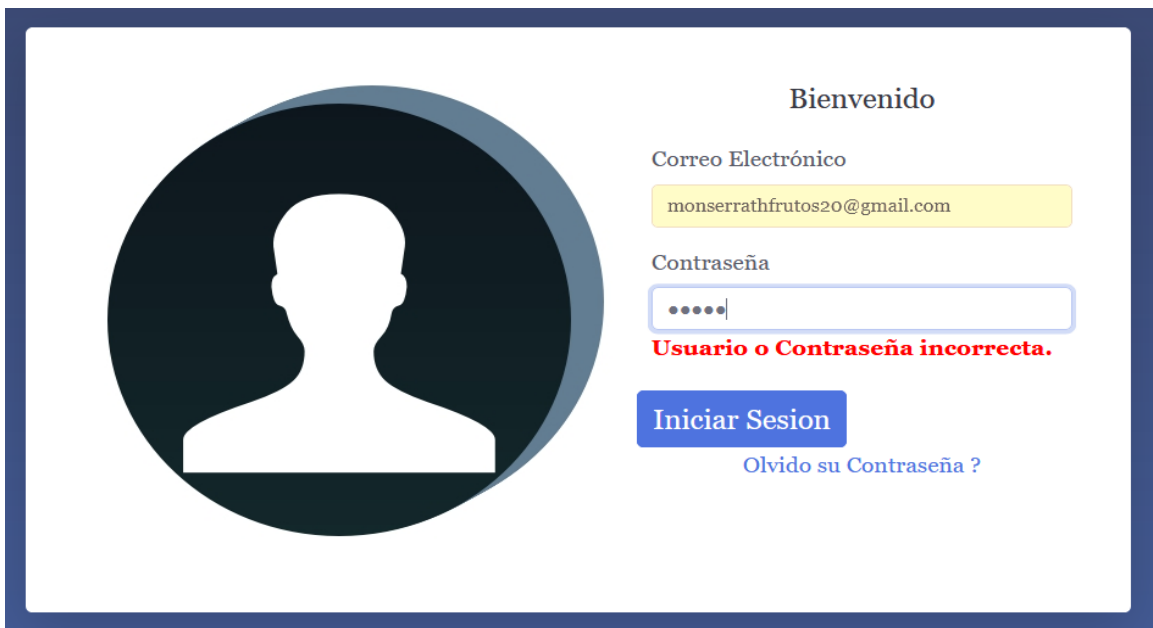 Bienvenido
Correo Electrónico
monserrathfrutos20@gmail.com
Contraseña
●●●●●
Usuario o Contraseña incorrecta.
Iniciar Sesion
Olvido su Contraseña ?